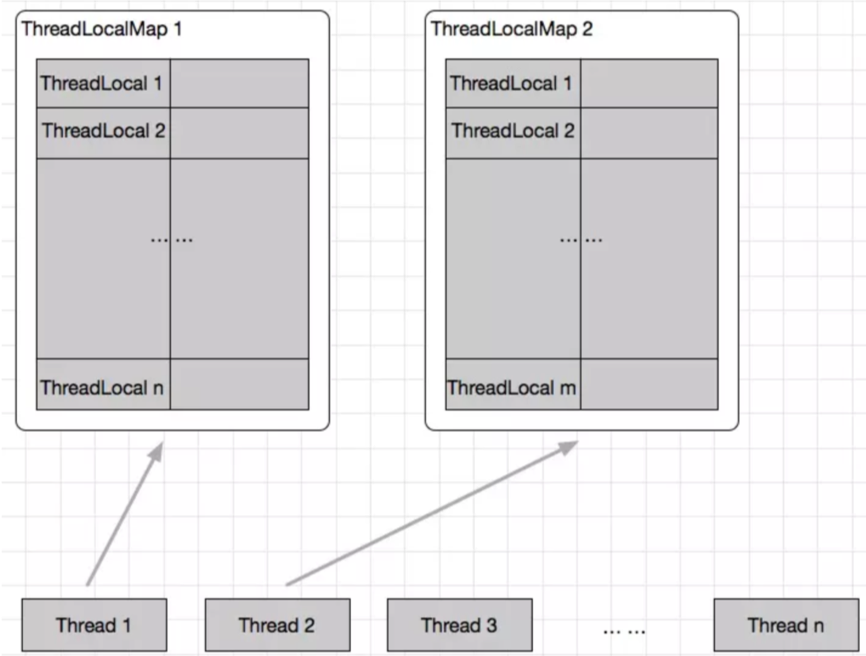 ThreadLocalMap 1
ThreadLocal 1
ThreadLocal 2
... ...
ThreadLocal n
ThreadLocalMap 2
ThreadLocal 1
ThreadLocal 2
... ...
ThreadLocal m
Thread 1
Thread 2
Thread 3
... ...
Thread n